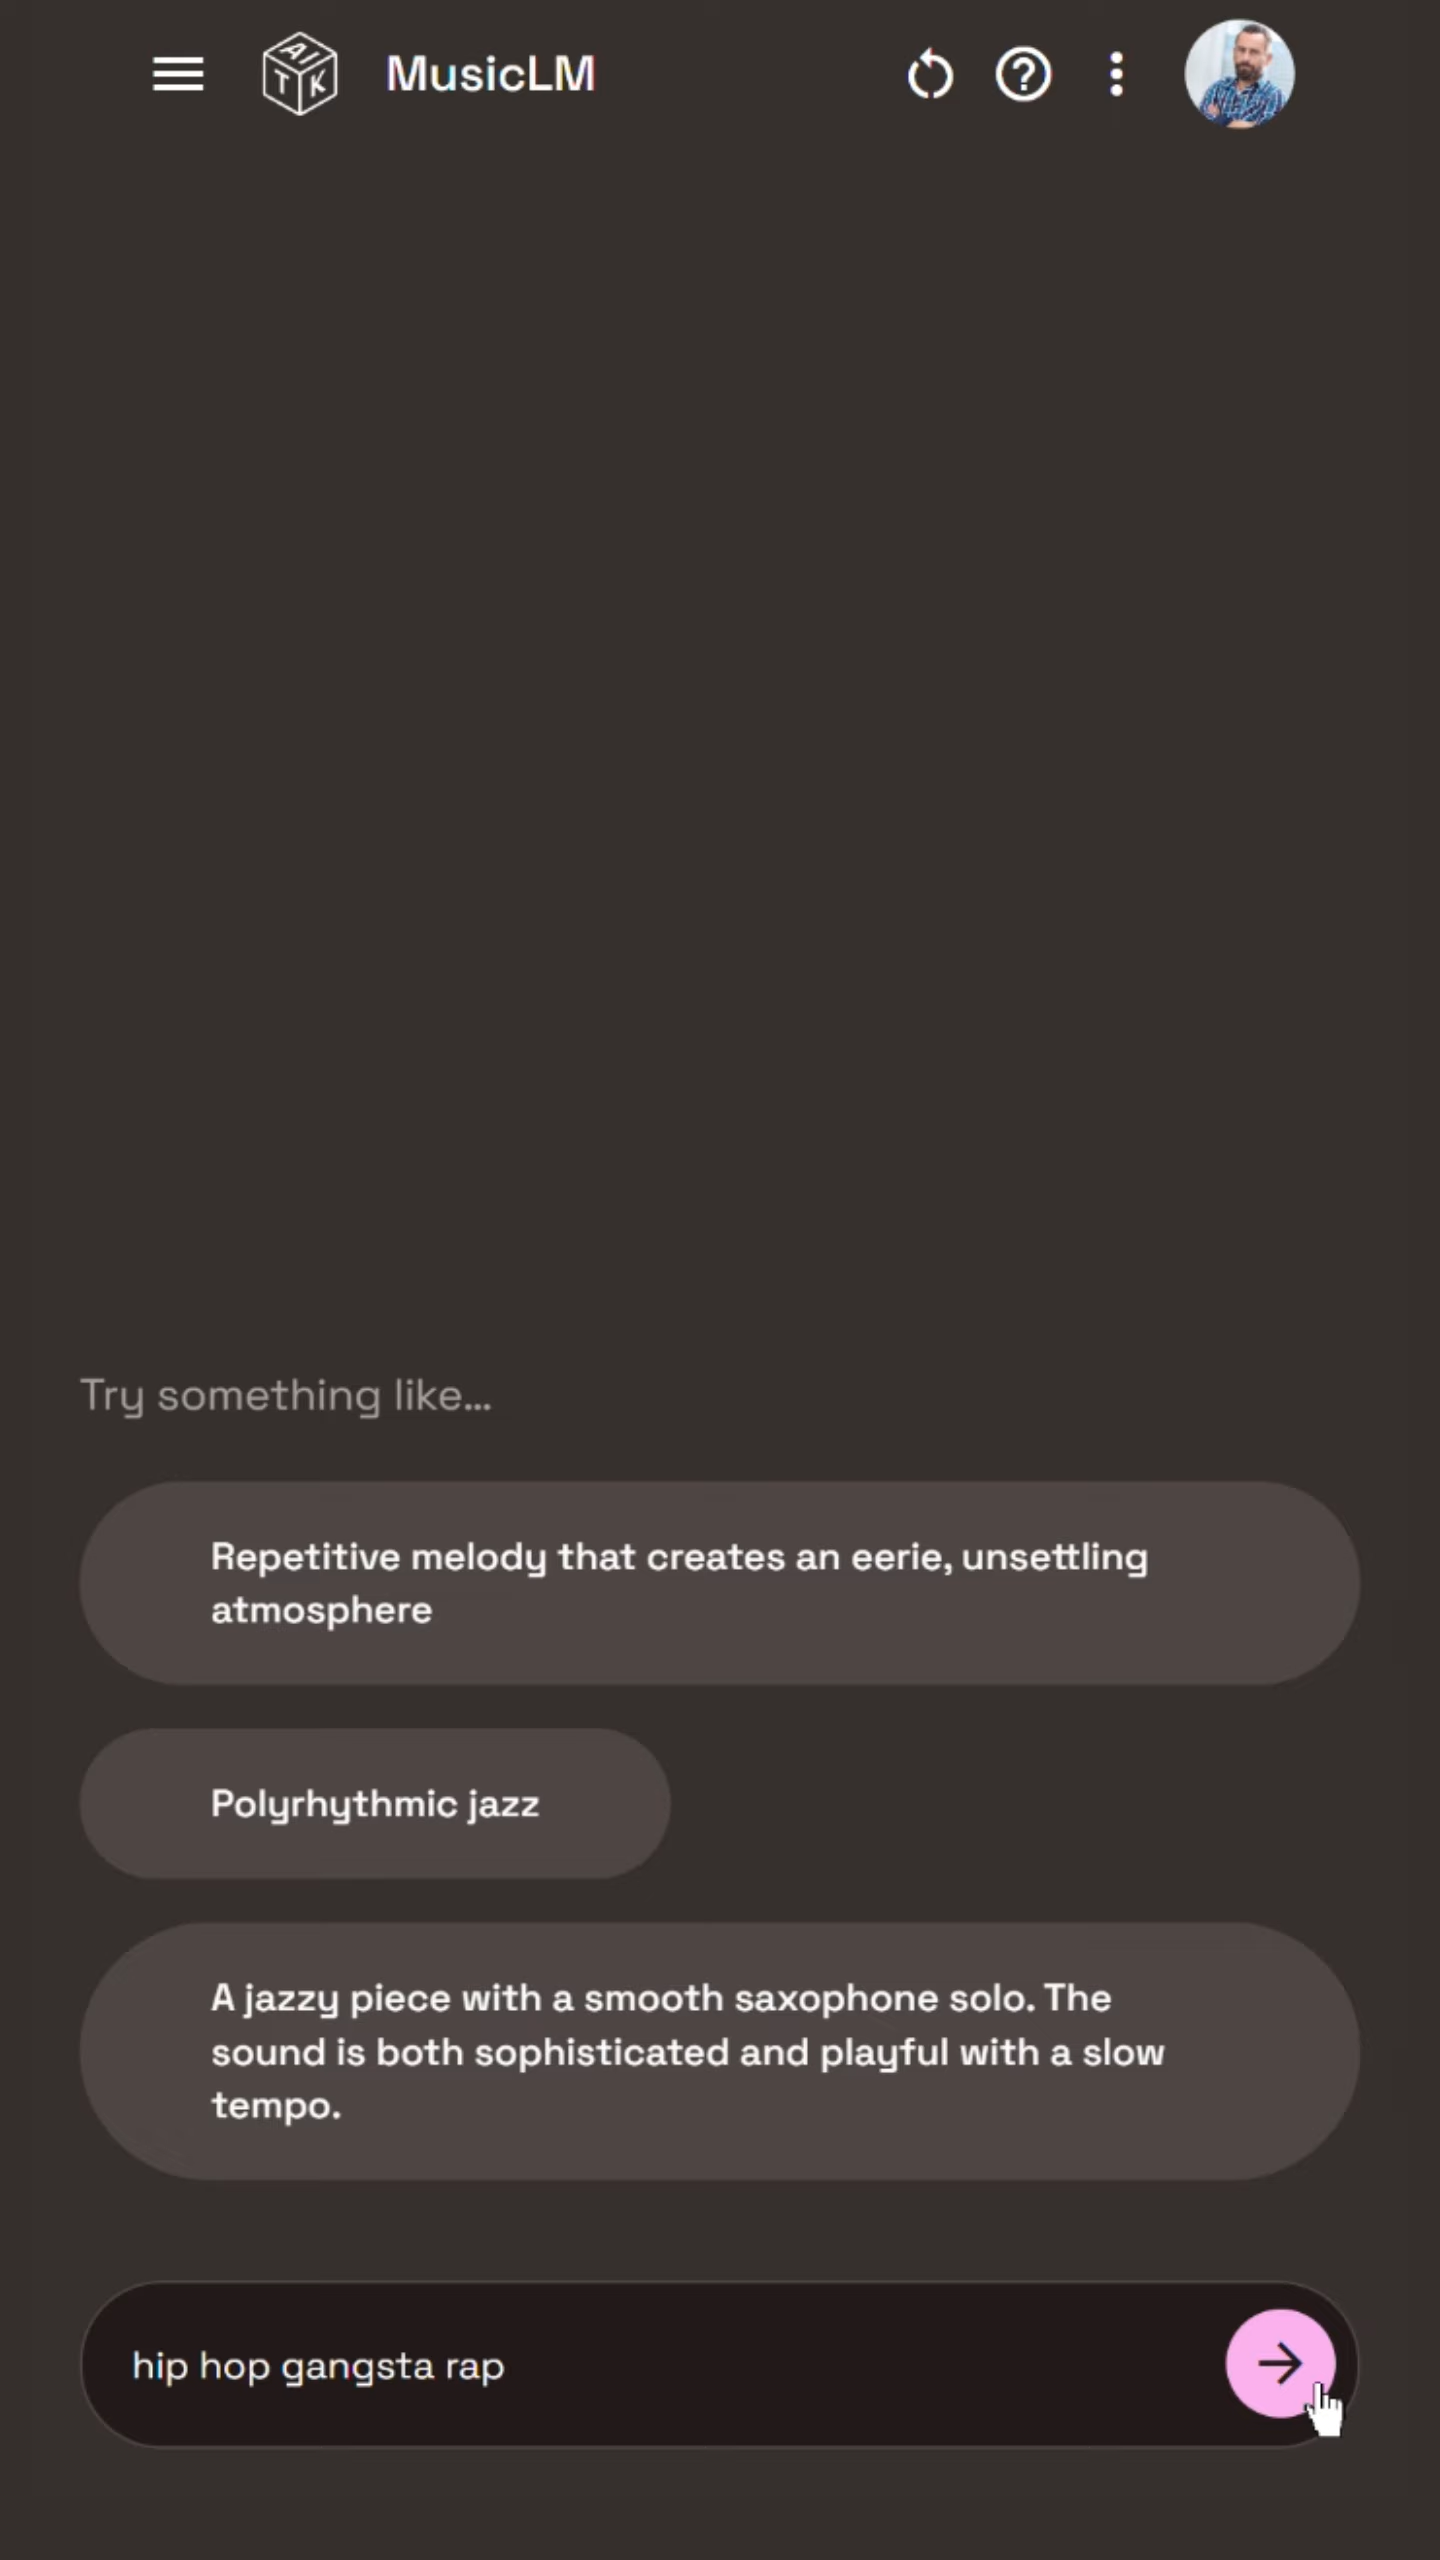 AI
T K
MusicLM
Try something like...
Repetitive melody that creates an eerie, unsettling
atmosphere
Polyrhythmic jazz
A jazzy piece with a smooth saxophone solo. The
sound is both sophisticated and playful with a slow
tempo.
hip hop gangsta rap